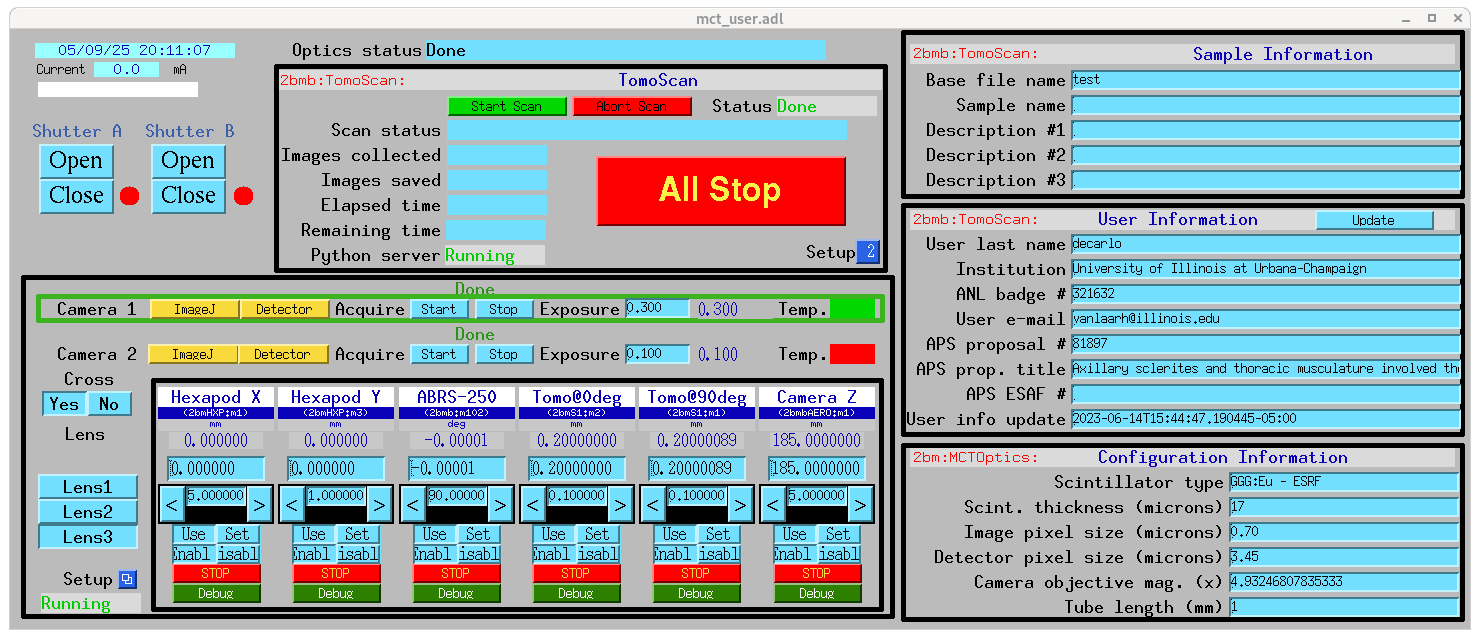 mct_user.adl
05/09/25 20:11:07
Current 0.0 mA
Optics status Done
Shutter A Shutter B
Open Open
Close Close
2bmb:TomoScan: TomoScan
Start Scan Abort Scan Status Done
Scan status
Images collected
Images saved
Elapsed time
Remaining time
Python server Running
All Stop
Setup 2
Done
Camera 1 ImageJ Detector Acquire Start Stop Exposure 0.300 0.300 Temp.
Done
Camera 2 ImageJ Detector Acquire Start Stop Exposure 0.100 0.100 Temp.
Cross
Yes No
Lens
Lens1
Lens2
Lens3
Setup
Running
Hexapod X Hexapod Y ABRS-250 Tomo@0deg Tomo@90deg Camera Z
(2bmHXP:m1) (2bmHXP:m3) (2bmb:m102) (2bmS1:m2) (2bmS1:m1) (2bmbAERO:m1)
mm mm deg mm mm mm
0.000000 0.000000 -0.00001 0.20000000 0.20000089 185.0000000
0.000000 0.000000 -0.00001 0.20000000 0.20000089 185.0000000
< 5.000000 > < 1.000000 > < 90.00000 > < 0.100000 > < 0.100000 > < 5.000000 >
Use Set Use Set Use Set Use Set Use Set Use Set
Enabl isabl Enabl isabl Enabl isabl Enabl isabl Enabl isabl Enabl isabl
STOP STOP STOP STOP STOP STOP
Debug Debug Debug Debug Debug Debug
2bmb:TomoScan: Sample Information
Base file name test
Sample name
Description #1
Description #2
Description #3
2bmb:TomoScan: User Information Update
User last name decarlo
Institution University of Illinois at Urbana-Champaign
ANL badge # 321632
User e-mail vanlaarh@illinois.edu
APS proposal # 81897
APS prop. title Axillary sclerites and thoracic musculature involved th
APS ESAF #
User info update 2023-06-14T15:44:47.190445-05:00
2bm:MCTOptics: Configuration Information
Scintillator type GGG:Eu - ESRF
Scint. thickness (microns) 17
Image pixel size (microns) 0.70
Detector pixel size (microns) 3.45
Camera objective mag. (x) 4.93246807835333
Tube length (mm) 1